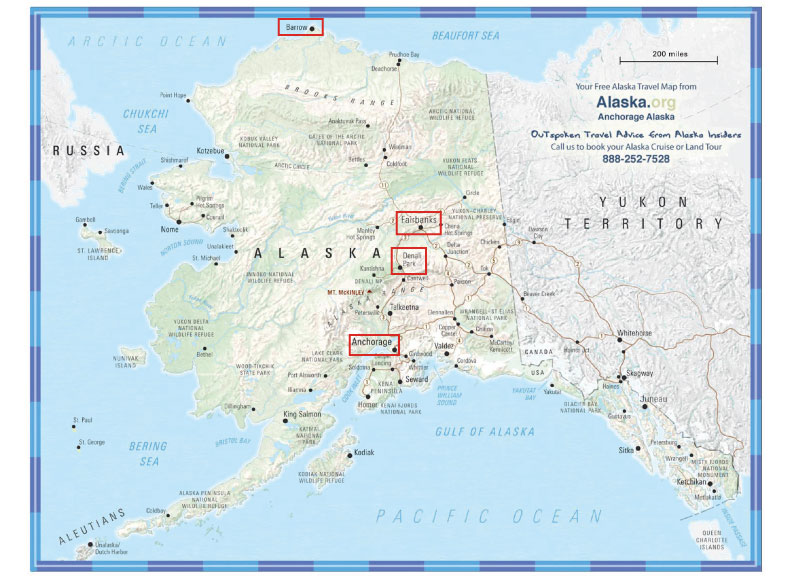 Barrow
ARCTIC OCEAN
BEAUFORT SEA
Prudhoe Bay
Deadhorse
200 miles
Your Free Alaska Travel Map from
Alaska.org
Anchorage Alaska
OutSpoken Travel Advice from Alaska Insiders
Call us to book your Alaska Cruise or Land Tour
888-252-7528
Point Hope
BROOKS RANGE
CHUKCHI
SEA
Anaktuvuk Pass
ARCTIC NATIONAL
WILDLIFE REFUGE
KOBUK VALLEY
NATIONAL PARK
GATES OF THE ARCTIC
NATIONAL PARK
Wiseman
Coldfoot
Bettles
RUSSIA
Kotzebue
BERING STRAIT
Shishmaref
ARCTIC CIRCLE
YUKON FLATS
NATIONAL
WILDLIFE REFUGE
Wales
Teller
Pilgrim
Hot Springs
Council
Nome
Circle
YUKON-CHARLEY
NATIONAL PRESERVE
YUKON
TERRITORY
Gambell
Savoonga
ST. LAWRENCE
ISLAND
NORTON SOUND
Shaktoolik
Unalakleet
St. Michael
Manley
Hot Springs
Fairbanks
Chena
Hot Springs
Eagle
Dawson
City
Chicken
ALASKA
Denali
Park
Delta
Junction
INNOKO NATIONAL
WILDLIFE REFUGE
Kantishna
DENALI NP
Cantwell
Tok
MT. McKINLEY
ALASKA RANGE
Paxson
Beaver Creek
Petersville
Talkeetna
YUKON DELTA
NATIONAL
WILDLIFE REFUGE
Glennallen
WRANGELL-ST ELIAS
NATIONAL PARK
Copper
Center
Chitina
McCarthy
Kennicott
Whitehorse
Anchorage
Bethel
NUNIVAK
ISLAND
LAKE CLARK
NATIONAL PARK
Girdwood
Whittier
Valdez
CANADA
USA
Haines Jct
WOOD-TIKCHIK
STATE PARK
Port Alsworth
Iliamna
COOK INLET
Soldotna
KENAI
PENINSULA
Seward
Cordova
PRINCE
WILLIAM
SOUND
YAKUTAT
BAY
Yakutat
Skagway
Haines
Juneau
GLACIER BAY
NATIONAL PARK
Gustavus
Dillingham
King Salmon
Homer
KENAI FJORDS
NATIONAL PARK
St. Paul
St. George
BERING
SEA
BRISTOL BAY
KATMAI
NATIONAL
PARK
Kodiak
KODIAK NATIONAL
WILDLIFE REFUGE
GULF OF ALASKA
Sitka
Petersburg
Wrangell
MISTY FJORDS
NATIONAL
MONUMENT
Ketchikan
Metlakatla
ALASKA PENINSULA
NATIONAL
WILDLIFE REFUGE
Coldbay
ALEUTIANS
Unalaska/
Dutch Harbor
PACIFIC OCEAN
INSIDE PASSAGE
QUEEN
CHARLOTTE
ISLANDS